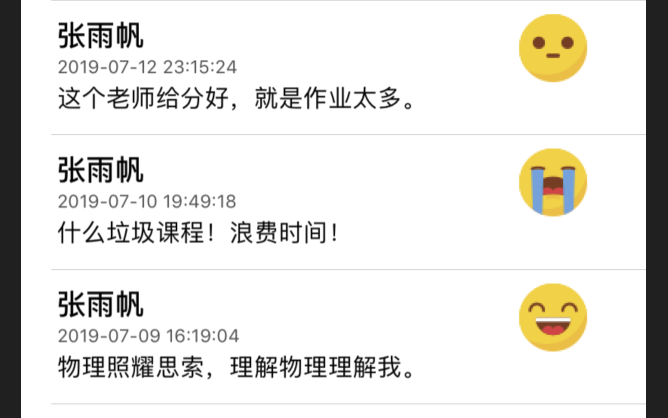 张雨帆
2019-07-12 23:15:24
这个老师给分好，就是作业太多。
张雨帆
2019-07-10 19:49:18
什么垃圾课程！浪费时间！
张雨帆
2019-07-09 16:19:04
物理照耀思索，理解物理理解我。